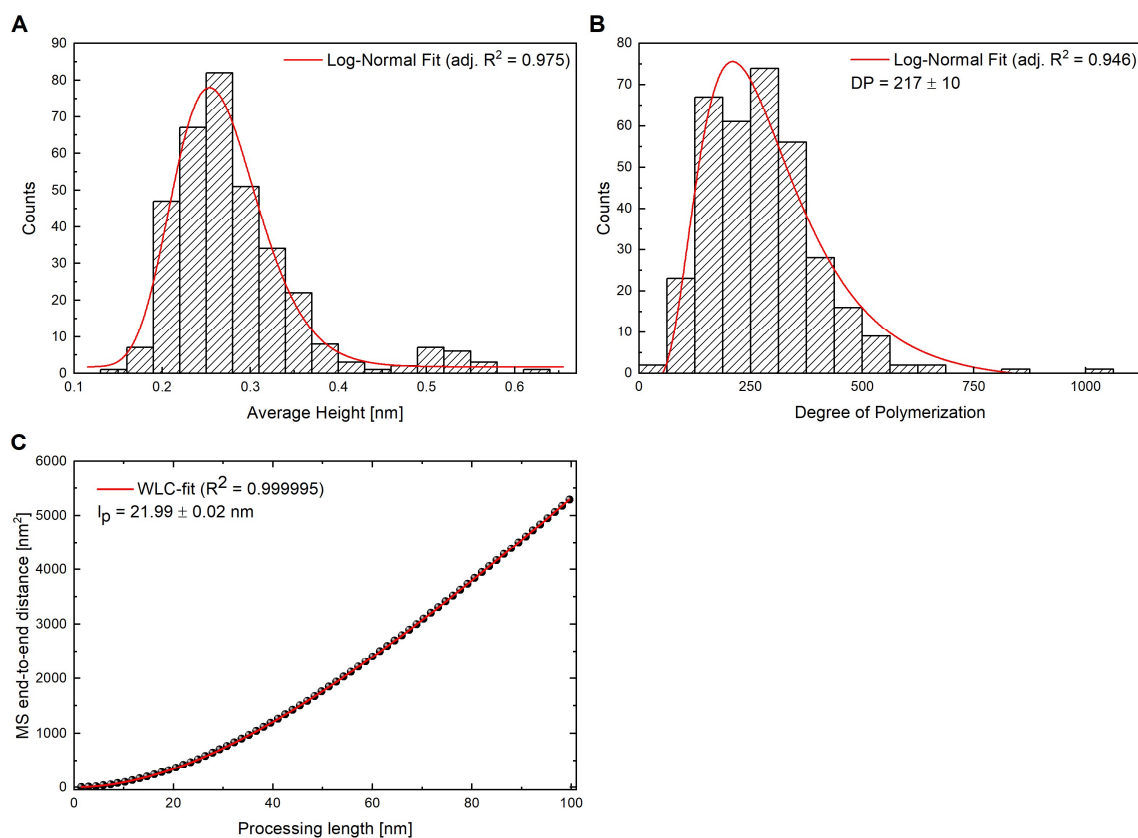 A
90
80
70
60
50
40
30
20
10
0
Counts
Log-Normal Fit (adj. R² = 0.975)
0.1 0.2 0.3 0.4 0.5 0.6
Average Height [nm]
B
80
70
60
50
40
30
20
10
0
Counts
Log-Normal Fit (adj. R² = 0.946)
DP = 217 ± 10
0 250 500 750 1000
Degree of Polymerization
C
6000
5000
4000
3000
2000
1000
0
MS end-to-end distance [nm²]
WLC-fit (R² = 0.999995)
lp = 21.99 ± 0.02 nm
0 20 40 60 80 100
Processing length [nm]